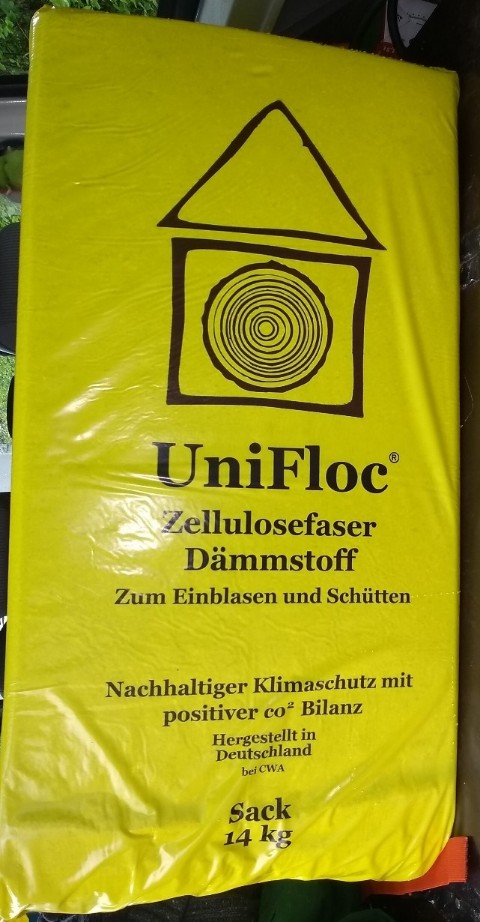 UniFloc®
Zellulosefaser
Dämmstoff
Zum Einblasen und Schütten
Nachhaltiger Klimaschutz mit
positiver co² Bilanz
Hergestellt in
Deutschland
bei CWA
Sack
14 kg